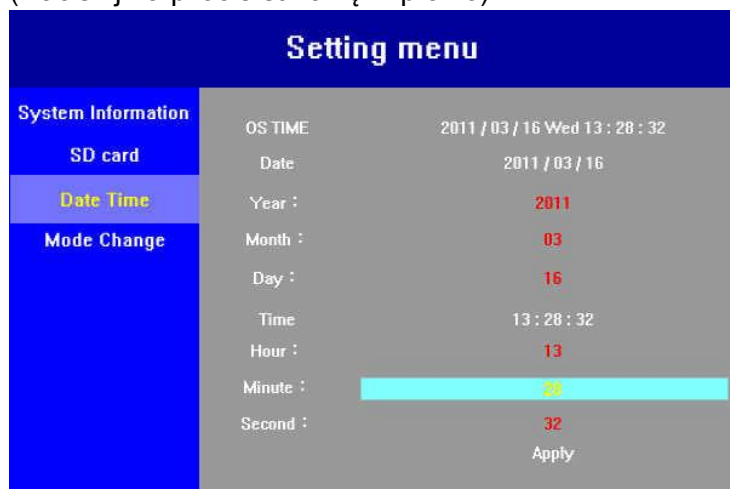 Setting menu
System Information
SD card
Date Time
Mode Change
OS TIME 2011 / 03 / 16 Wed 13 : 28 : 32
Date 2011 / 03 / 16
Year : 2011
Month : 03
Day : 16
Time 13 : 28 : 32
Hour : 13
Minute : 28
Second : 32
Apply